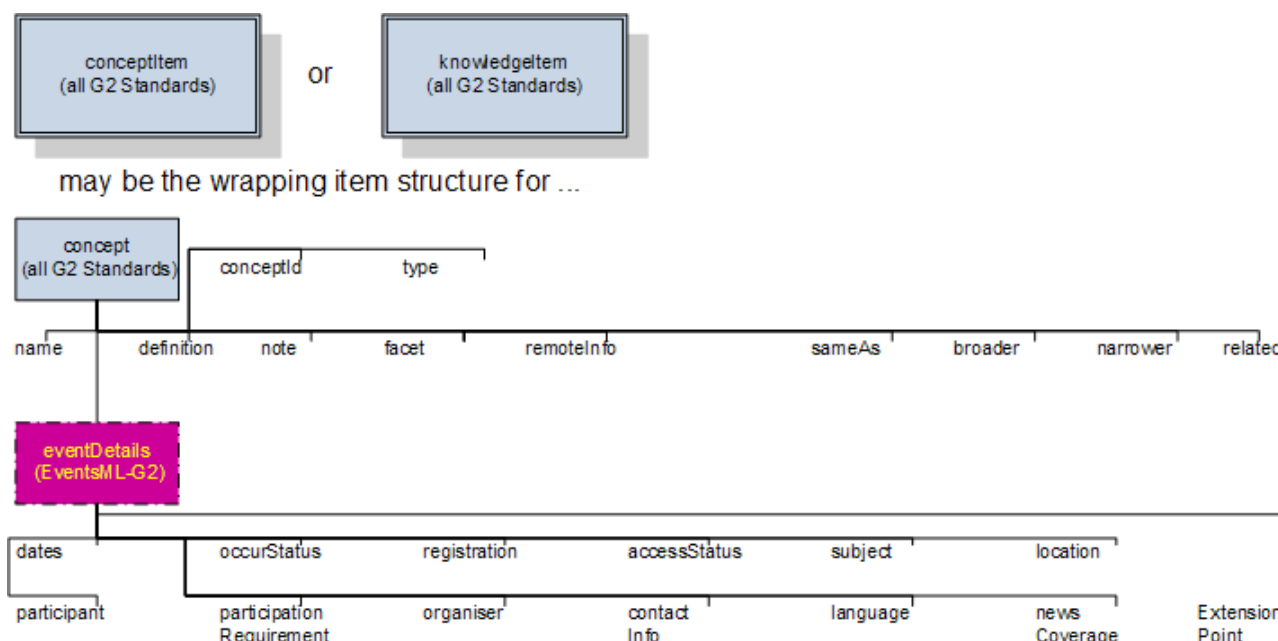 conceptItem
(all G2 Standards)
or
knowledgeItem
(all G2 Standards)
may be the wrapping item structure for ...
concept
(all G2 Standards)
conceptId
type
name
definition
note
facet
remoteInfo
sameAs
broader
narrower
related
eventDetails
(EventsML-G2)
dates
occurStatus
registration
accessStatus
subject
location
participant
participation
Requirement
organiser
contact
Info
language
news
Coverage
Extension
Point